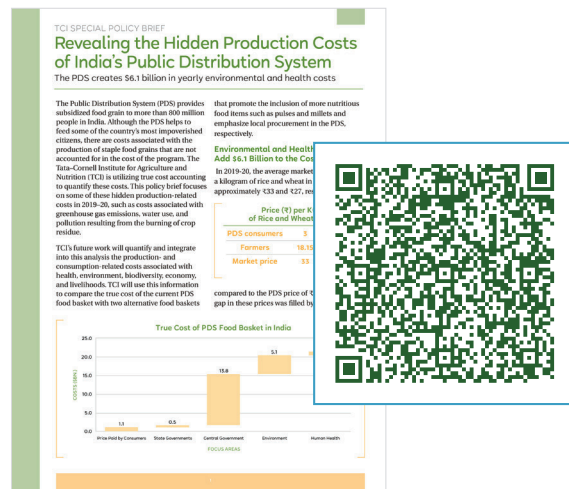 TCI SPECIAL POLICY BRIEF
Revealing the Hidden Production Costs
of India's Public Distribution System
The PDS creates $6.1 billion in yearly environmental and health costs
The Public Distribution System (PDS) provides
subsidized food grain to more than 800 million
people in India. Although the PDS helps to
feed some of the country's most impoverished
citizens, there are costs associated with the
production of staple food grains that are not
accounted for in the cost of the program. The
Tata–Cornell Institute for Agriculture and
Nutrition (TCI) is utilizing true cost accounting
to quantify these costs. This policy brief focuses
on some of these hidden production-related
costs in 2019–20, such as costs associated with
greenhouse gas emissions, water use, and
pollution resulting from the burning of crop
residue.
TCI's future work will quantify and integrate
into this analysis the production- and
consumption-related costs associated with
health, environment, biodiversity, economy,
and livelihoods. TCI will use this information
to compare the true cost of the current PDS
food basket with two alternative food baskets
that promote the inclusion of more nutritious
food items such as pulses and millets and
emphasize local procurement in the PDS,
respectively.
Environmental and Health
Add $6.1 Billion to the Cos
In 2019-20, the average market
a kilogram of rice and wheat in
approximately ₹33 and ₹27, res
Price (₹) per K
of Rice and Wheat
PDS consumers 3
Farmers 18.15
Market price 33
compared to the PDS price of
gap in these prices was filled by
True Cost of PDS Food Basket in India
COSTS ($BN)
25.0
20.0
15.0
10.0
5.0
0.0
1.1
0.5
13.8
5.1
Price Paid by Consumers
State Governments
Central Government
Environment
Human Health
FOCUS AREAS